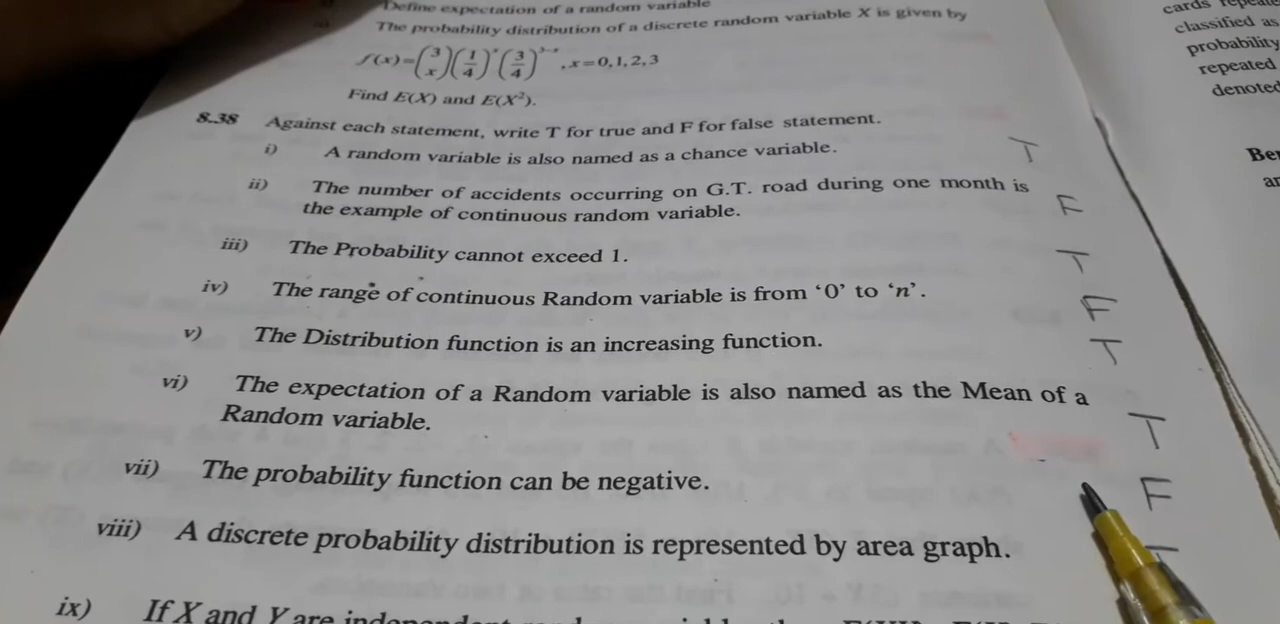 Define expectation of a random variable
The probability distribution of a discrete random variable X is given by
f(x)=(3 x)(1/4)^x(3/4)^3-x , x=0, 1, 2, 3
Find E(X) and E(X²).
8.38 Against each statement, write T for true and F for false statement.
i) A random variable is also named as a chance variable. T
ii) The number of accidents occurring on G.T. road during one month is
the example of continuous random variable. F
iii) The Probability cannot exceed 1. T
iv) The range of continuous Random variable is from ‘0’ to ‘n’. F
v) The Distribution function is an increasing function. T
vi) The expectation of a Random variable is also named as the Mean of a
Random variable. T
vii) The probability function can be negative. F
viii) A discrete probability distribution is represented by area graph.
ix) If X and Y are
cards
classified as
probability
repeated
denoted